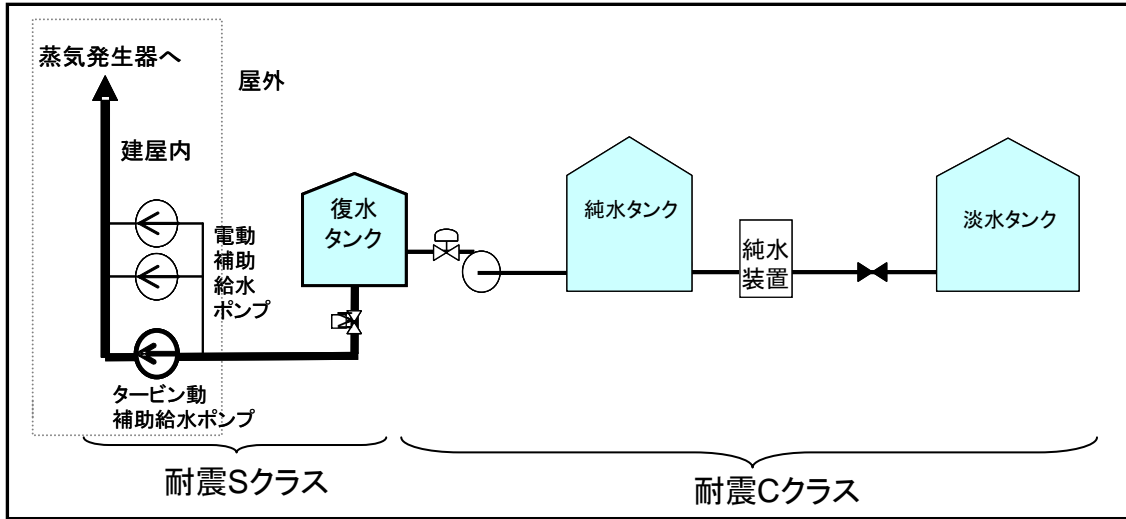 蒸気発生器へ
屋外
建屋内
電動
補助
給水
ポンプ
タービン動
補助給水ポンプ
復水
タンク
純水タンク
純水
装置
淡水タンク
耐震Sクラス
耐震Cクラス